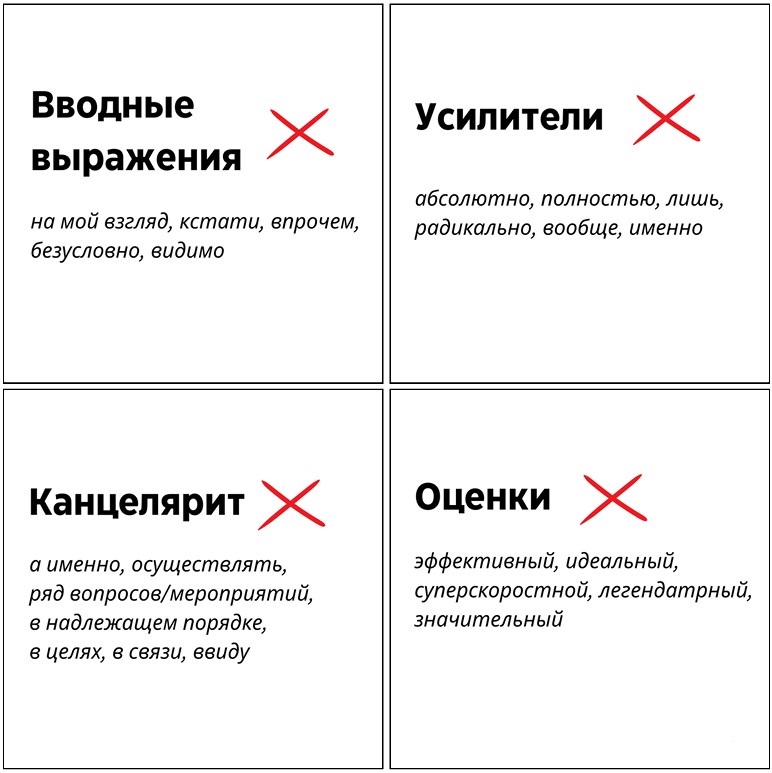 Вводные
выражения
на мой взгляд, кстати, впрочем,
безусловно, видимо
Усилители
абсолютно, полностью, лишь,
радикально, вообще, именно
Канцелярит
а именно, осуществлять,
ряд вопросов/мероприятий,
в надлежащем порядке,
в целях, в связи, ввиду
Оценки
эффективный, идеальный,
суперскоростной, легендатрный,
значительный